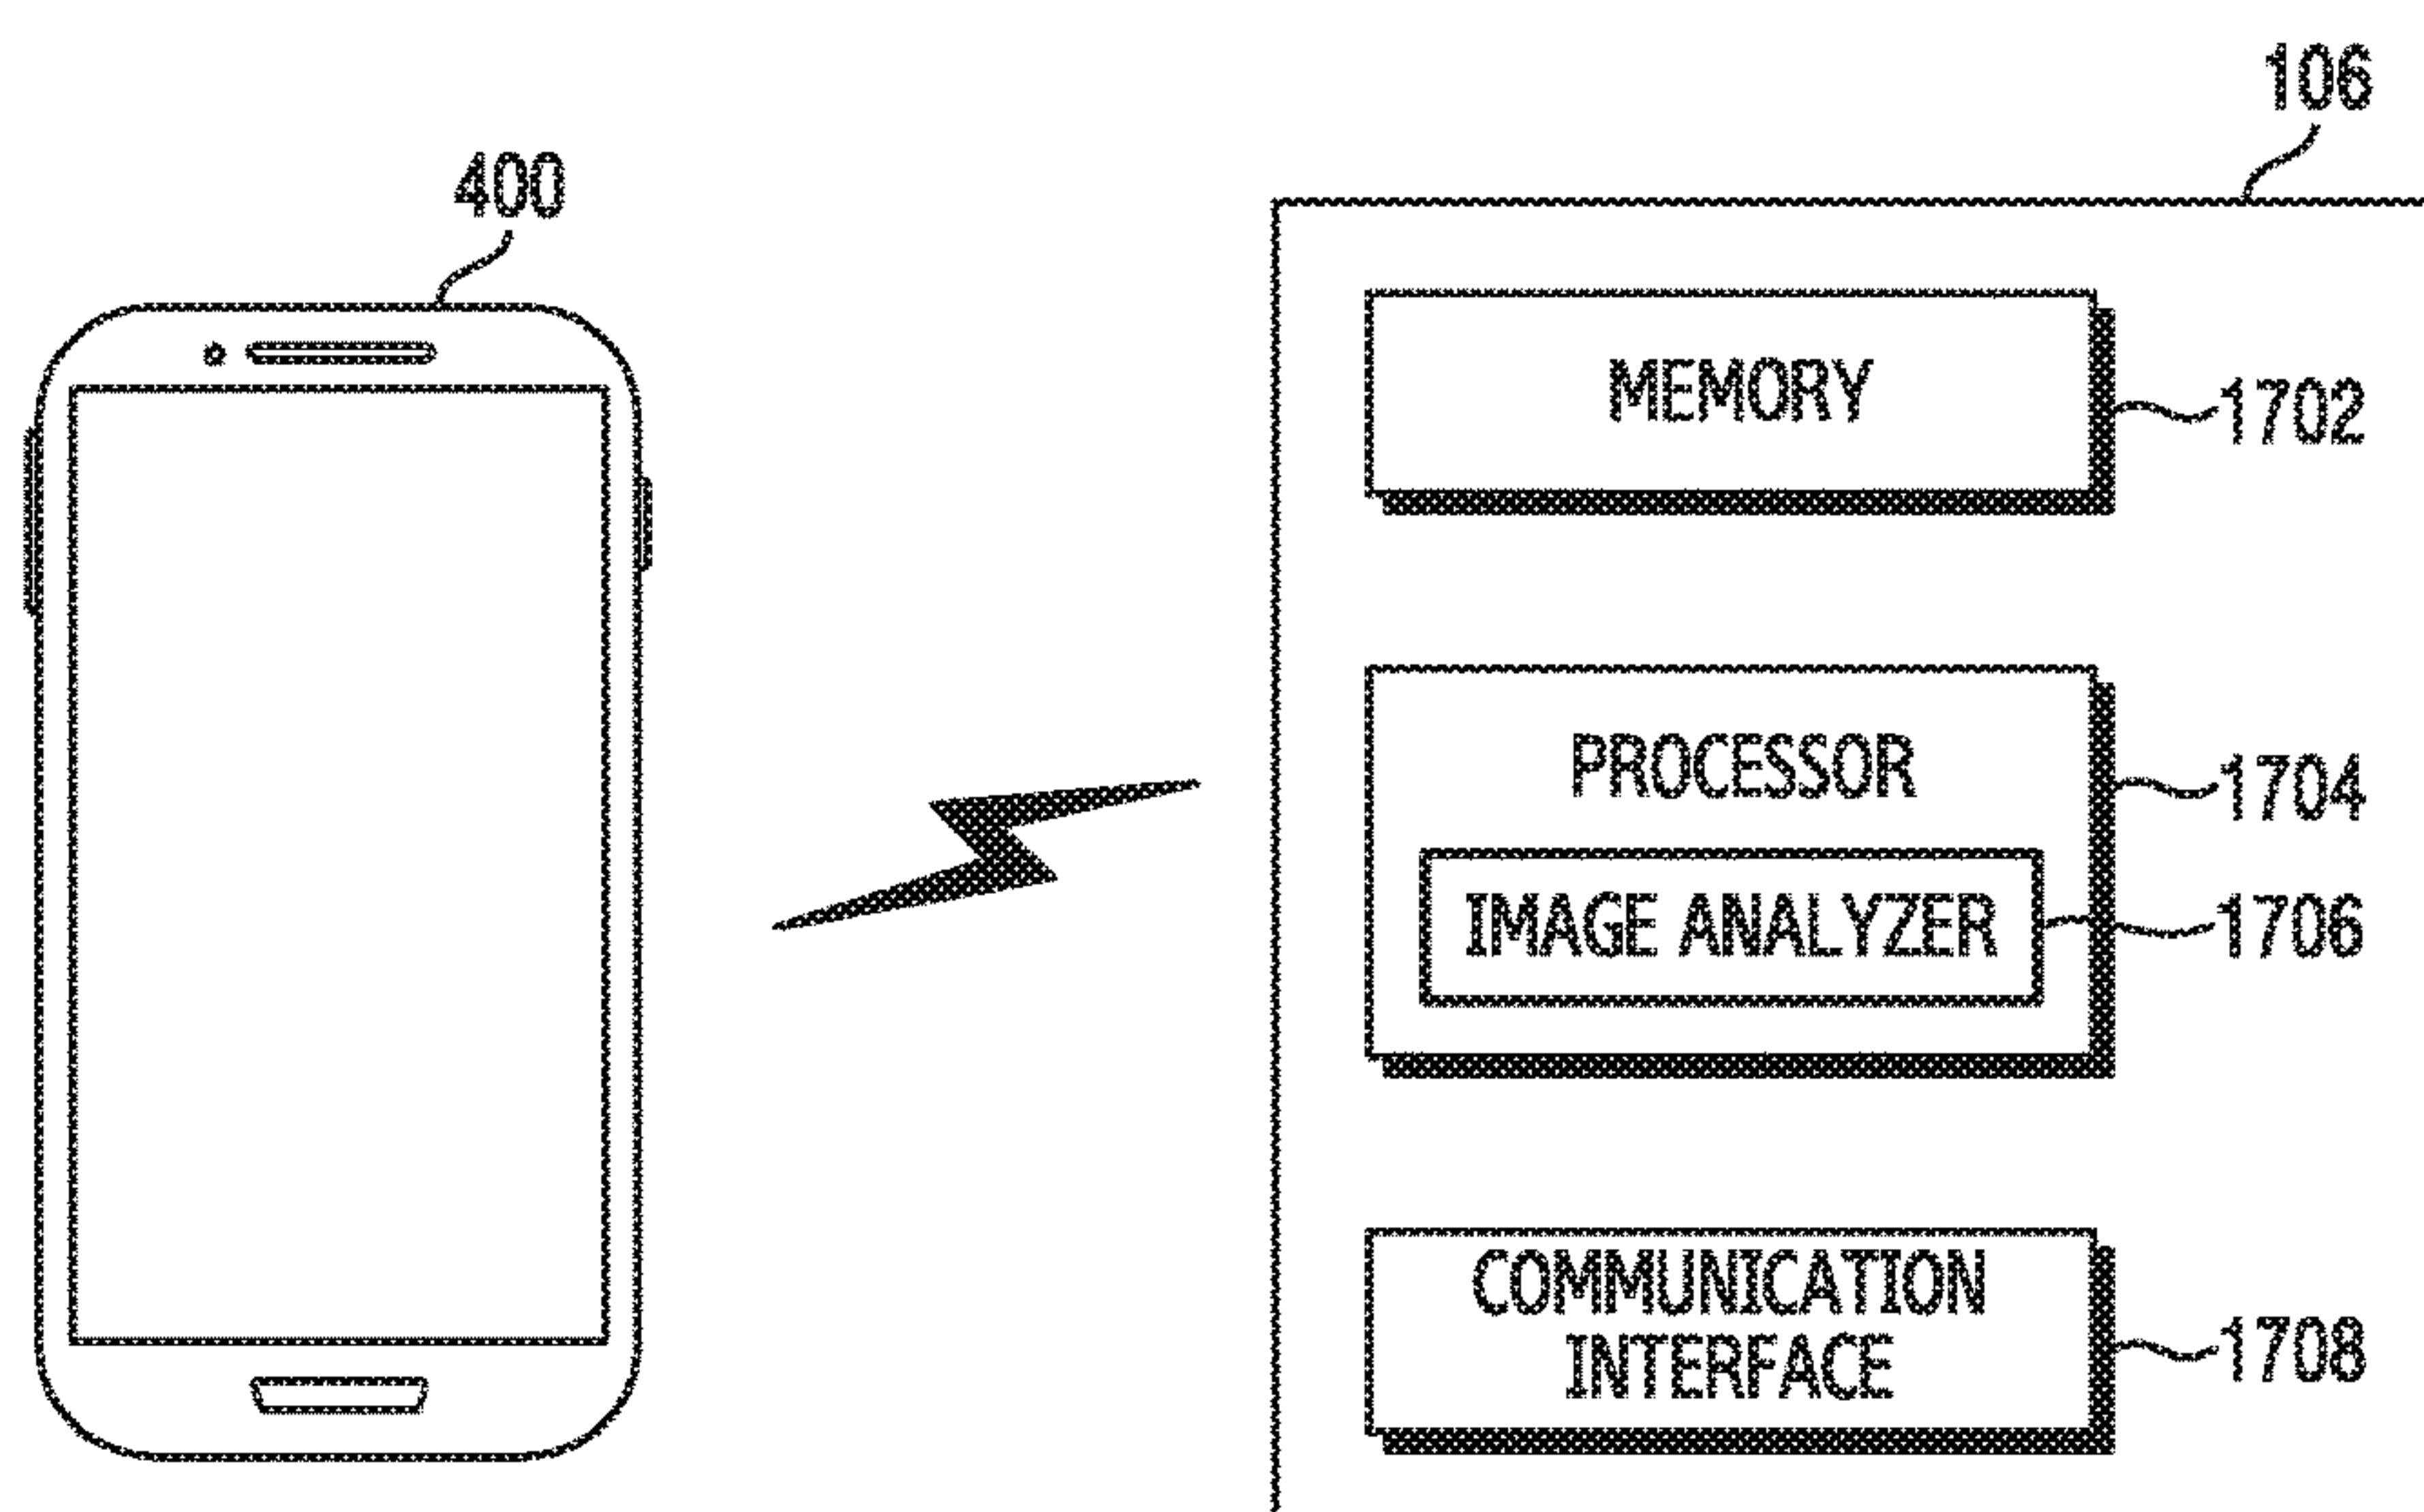 106
400
MEMORY
1702
PROCESSOR
1704
IMAGE ANALYZER
1706
COMMUNICATION
INTERFACE
1708